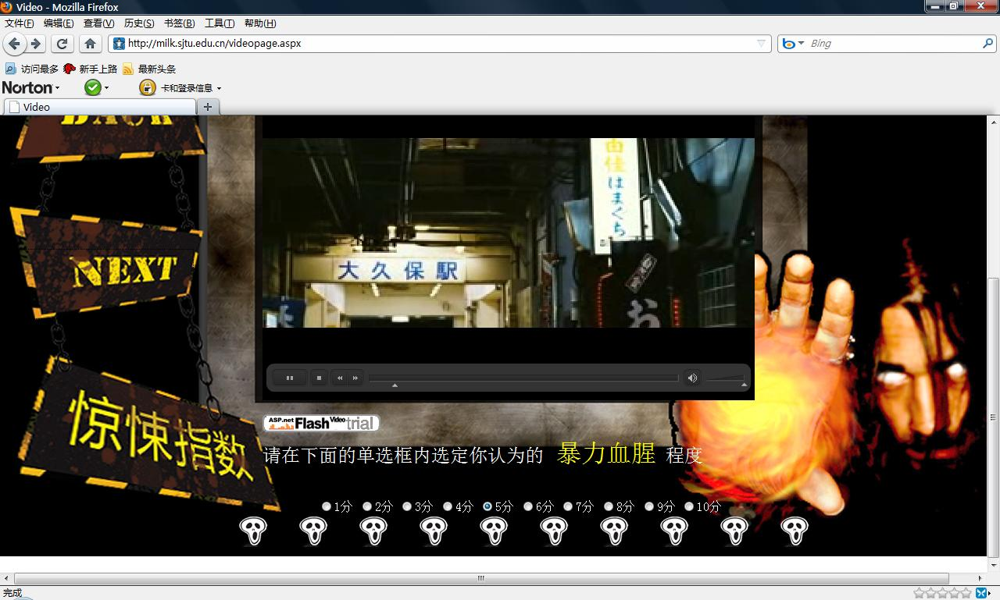 Video - Mozilla Firefox
文件(F) 编辑(E) 查看(V) 历史(S) 书签(B) 工具(T) 帮助(H)
http://milk.sjtu.edu.cn/videopage.aspx
Bing
访问最多 新手上路 最新头条
Norton 卡和登录信息
Video
BACK
NEXT
惊悚指数
由佳
はまぐち
大久保駅
お
ASP.net Flash Video trial
请在下面的单选框内选定你认为的 暴力血腥 程度
1分 2分 3分 4分 5分 6分 7分 8分 9分 10分
完成